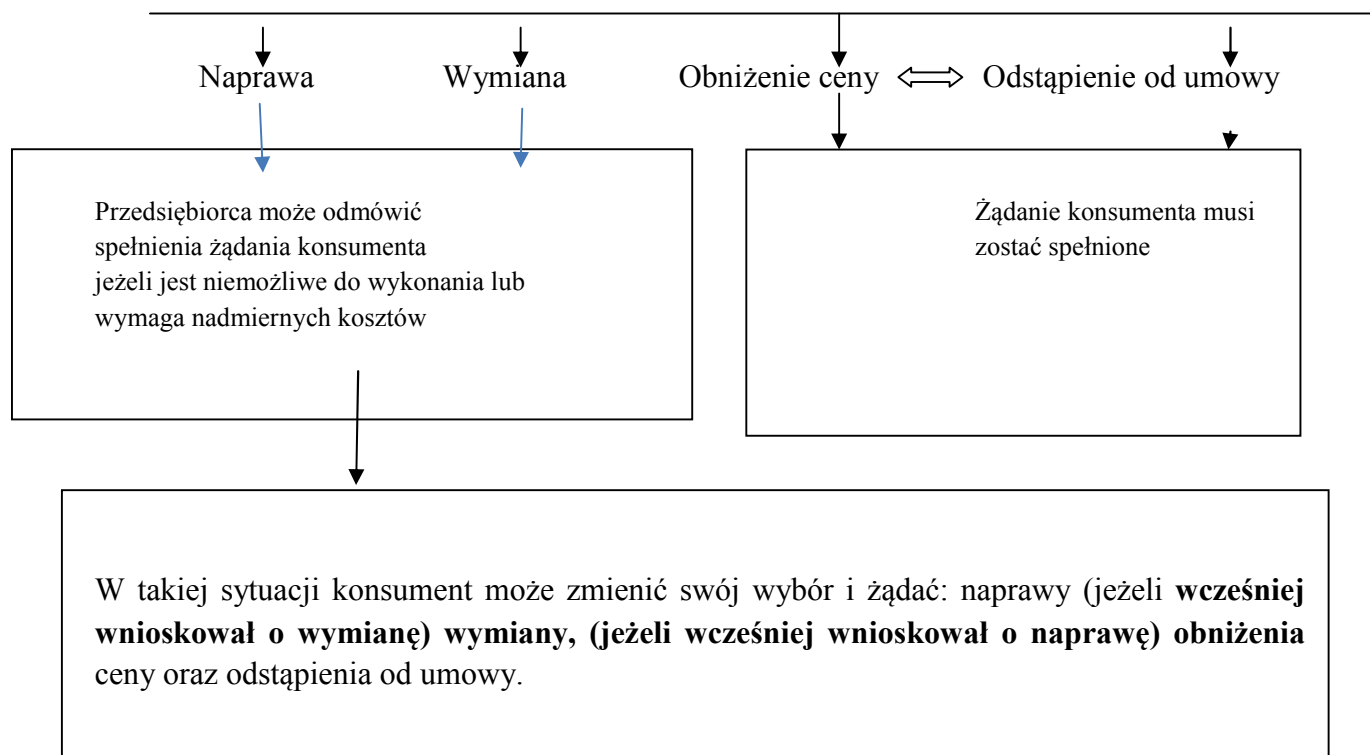 Naprawa Wymiana Obniżenie ceny Odstąpienie od umowy
Przedsiębiorca może odmówić
spełnienia żądania konsumenta
jeżeli jest niemożliwe do wykonania lub
wymaga nadmiernych kosztów
Żądanie konsumenta musi
zostać spełnione
W takiej sytuacji konsument może zmienić swój wybór i żądać: naprawy (jeżeli wcześniej
wnioskował o wymianę) wymiany, (jeżeli wcześniej wnioskował o naprawę) obniżenia
ceny oraz odstąpienia od umowy.